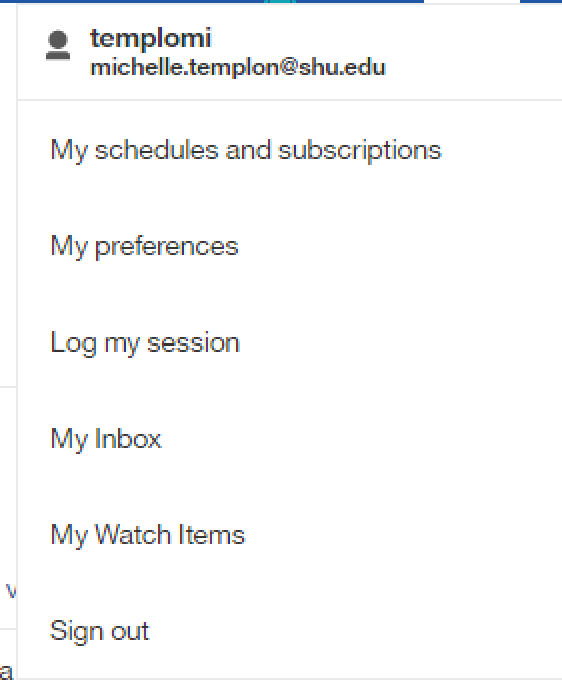 templomi
michelle.templon@shu.edu
My schedules and subscriptions
My preferences
Log my session
My Inbox
My Watch Items
Sign out